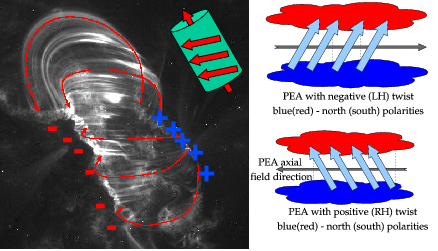 PEA with negative (LH) twist
blue(red) - north (south) polarities
PEA axial
field direction
PEA with positive (RH) twist
blue(red) - north (south) polarities